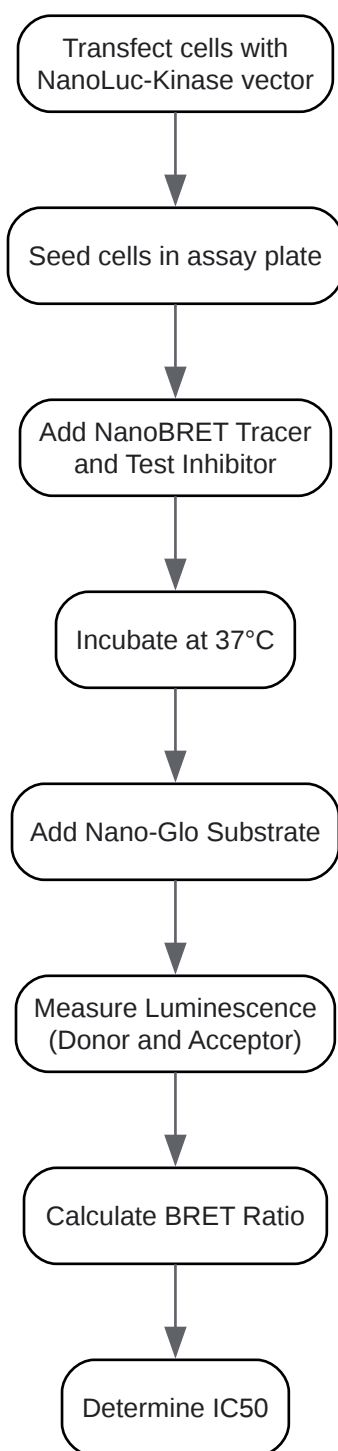 Transfect cells with
NanoLuc-Kinase vector
Seed cells in assay plate
Add NanoBRET Tracer
and Test Inhibitor
Incubate at 37°C
Add Nano-Glo Substrate
Measure Luminescence
(Donor and Acceptor)
Calculate BRET Ratio
Determine IC50